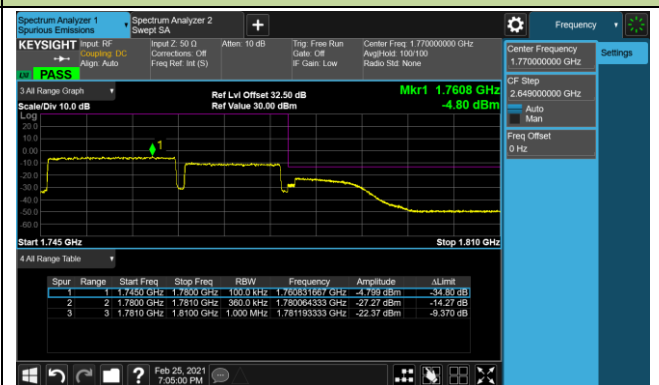 Spectrum Analyzer 1
Spurious Emissions
Spectrum Analyzer 2
Swept SA
Frequency
KEYSIGHT
Input: RF
Coupling: DC
Align: Auto
Input Z: 50 Ω
Corrections: Off
Freq Ref: Int (S)
Atten: 10 dB
Trig: Free Run
Gate: Off
IF Gain: Low
Center Freq: 1.770000000 GHz
Avg|Hold: 100/100
Radio Std: None
PASS
Center Frequency
1.770000000 GHz
Settings
CF Step
2.649000000 GHz
Auto
Man
Freq Offset
0 Hz
3 All Range Graph
Scale/Div 10.0 dB
Ref Lvl Offset 32.50 dB
Ref Value 30.00 dBm
Mkr1 1.7608 GHz
-4.80 dBm
Log
20.0
10.0
0.00
-10.0
-20.0
-30.0
-40.0
-50.0
-60.0
1
Start 1.745 GHz
Stop 1.810 GHz
4 All Range Table
Spur Range Start Freq Stop Freq RBW Frequency Amplitude ΔLimit
1 1 1.7450 GHz 1.7800 GHz 100.0 kHz 1.760831667 GHz -4.799 dBm -34.80 dB
2 2 1.7800 GHz 1.7810 GHz 360.0 kHz 1.780064333 GHz -27.27 dBm -14.27 dB
3 3 1.7810 GHz 1.8100 GHz 1.000 MHz 1.781193333 GHz -22.37 dBm -9.370 dB
Feb 25, 2021
7:05:00 PM